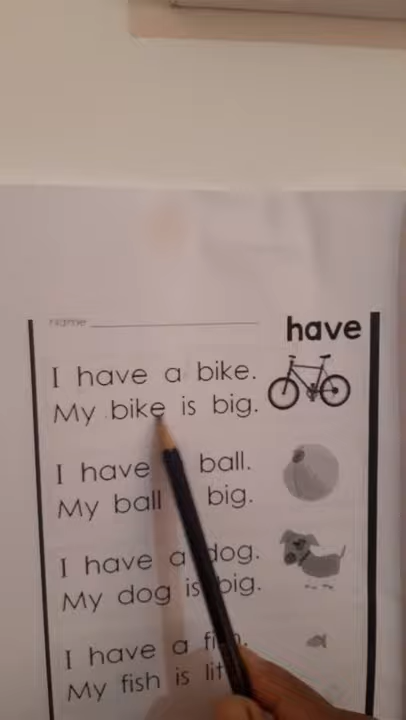 Name
have
I have a bike.
My bike is big.
I have ball.
My ball big.
I have a dog.
My dog is big.
I have a
My fish is